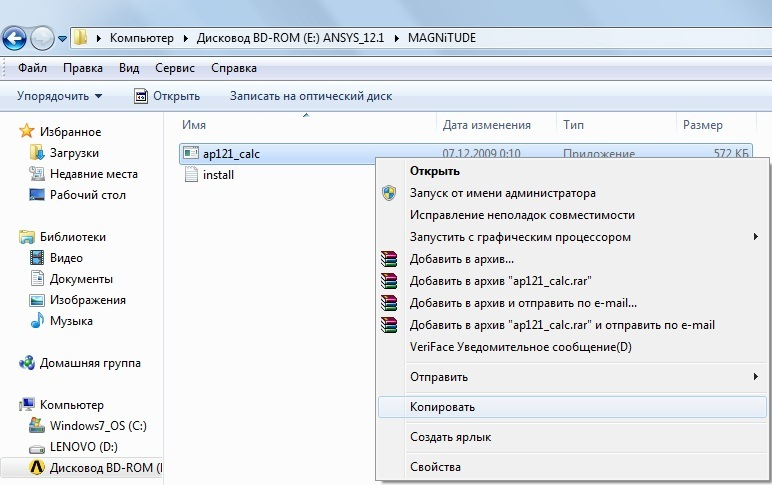 Компьютер
Дисковод BD-ROM (E:) ANSYS_12.1
MAGNiTUDE
Файл Правка Вид Сервис Справка
Упорядочить Открыть Записать на оптический диск
Избранное
Загрузки
Недавние места
Рабочий стол
Библиотеки
Видео
Документы
Изображения
Музыка
Домашняя группа
Компьютер
Windows7_OS (C:)
LENOVO (D:)
Дисковод BD-ROM (
Имя Дата изменения Тип Размер
ap121_calc 07.12.2009 0:10 Приложение 572 КБ
install
Открыть
Запуск от имени администратора
Исправление неполадок совместимости
Запустить с графическим процессором
Добавить в архив...
Добавить в архив "ap121_calc.rar"
Добавить в архив и отправить по e-mail...
Добавить в архив "ap121_calc.rar" и отправить по e-mail
VeriFace Уведомительное сообщение(D)
Отправить
Копировать
Создать ярлык
Свойства